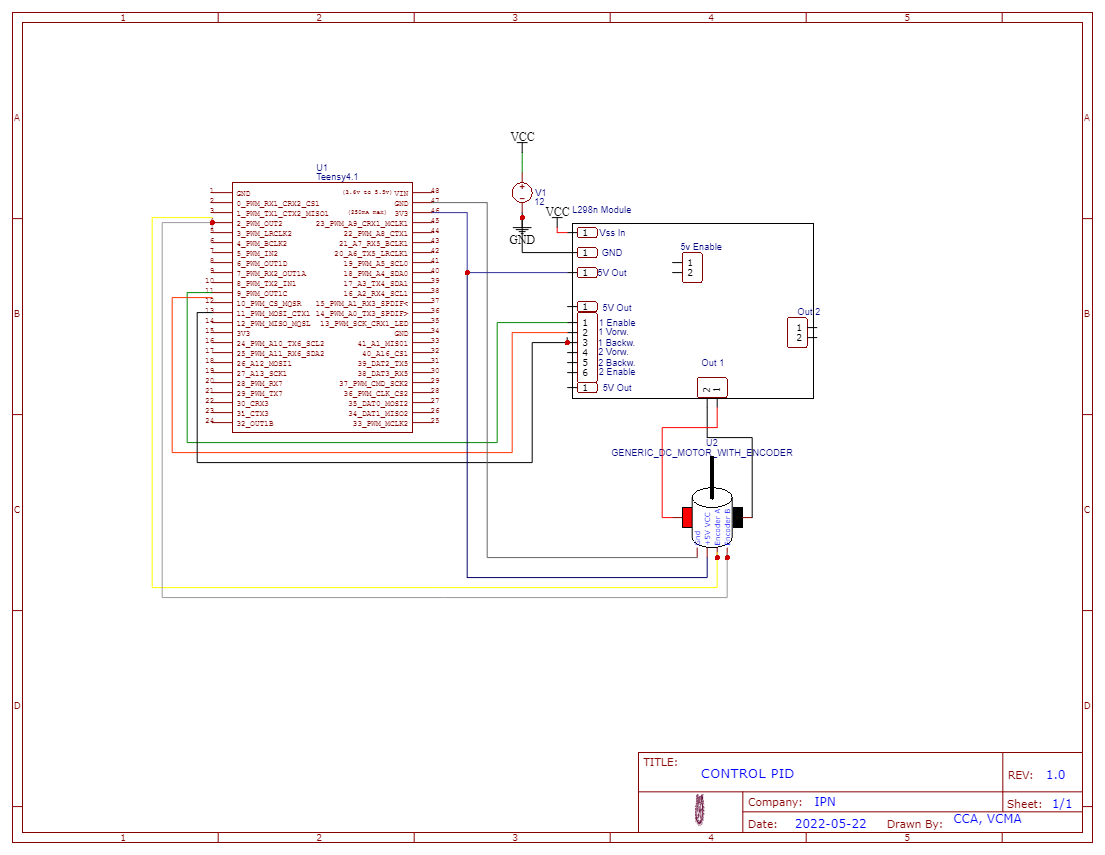 1 2 3 4 5
A A
B B
C C
D D
VCC
V1
12
GND
U1
Teensy4.1
1 GND
2 0_PWM_RX1_CRX2_CS1
3 1_PWM_TX1_CTX2_MISO1
4 2_PWM_OUT2
5 3_PWM_LRCLK2
6 4_PWM_BCLK2
7 5_PWM_IN2
8 6_PWM_OUT1D
9 7_PWM_RX2_OUT1A
10 8_PWM_TX2_IN1
11 9_PWM_OUT1C
12 10_PWM_CS_MQSR
13 11_PWM_MOSI_CTX1
14 12_PWM_MISO_MQSL
15 3V3
16 24_PWM_A10_TX6_SCL2
17 25_PWM_A11_RX6_SDA2
18 26_A12_MOSI1
19 27_A13_SCK1
20 28_PWM_RX7
21 29_PWM_TX7
22 30_CRX3
23 31_CTX3
24 32_OUT1B
(3.6v to 5.5v) VIN 48
GND 47
(250mA max) 3V3 46
23_PWM_A9_CRX1_MCLK1 45
22_PWM_A8_CTX1 44
21_A7_RX5_BCLK1 43
20_A6_TX5_LRCLK1 42
19_PWM_A5_SCL0 41
18_PWM_A4_SDA0 40
17_A3_TX4_SDA1 39
16_A2_RX4_SCL1 38
15_PWM_A1_RX3_SPDIF< 37
14_PWM_A0_TX3_SPDIF> 36
13_PWM_SCK_CRX1_LED 35
GND 34
41_A1_MISO1 33
40_A16_CS1 32
39_DAT2_TX5 31
38_DAT3_RX5 30
37_PWM_CMD_SCK2 29
36_PWM_CLK_CS2 28
35_DAT0_MOSI2 27
34_DAT1_MISO2 26
33_PWM_MCLK2 25
VCC
L298n Module
1 Vss In
1 GND
1 5V Out
1 5V Out
1 1 Enable
2 1 Vorw.
3 1 Backw.
4 2 Vorw.
5 2 Backw.
6 2 Enable
1 5V Out
5v Enable
1
2
Out 2
1
2
Out 1
2 1
U2
GENERIC_DC_MOTOR_WITH_ENCODER
Gnd
+5V VCC
Encoder A
Encoder B
TITLE:
CONTROL PID
REV: 1.0
Company: IPN
Sheet: 1/1
Date: 2022-05-22
Drawn By: CCA, VCMA
1 2 3 4 5